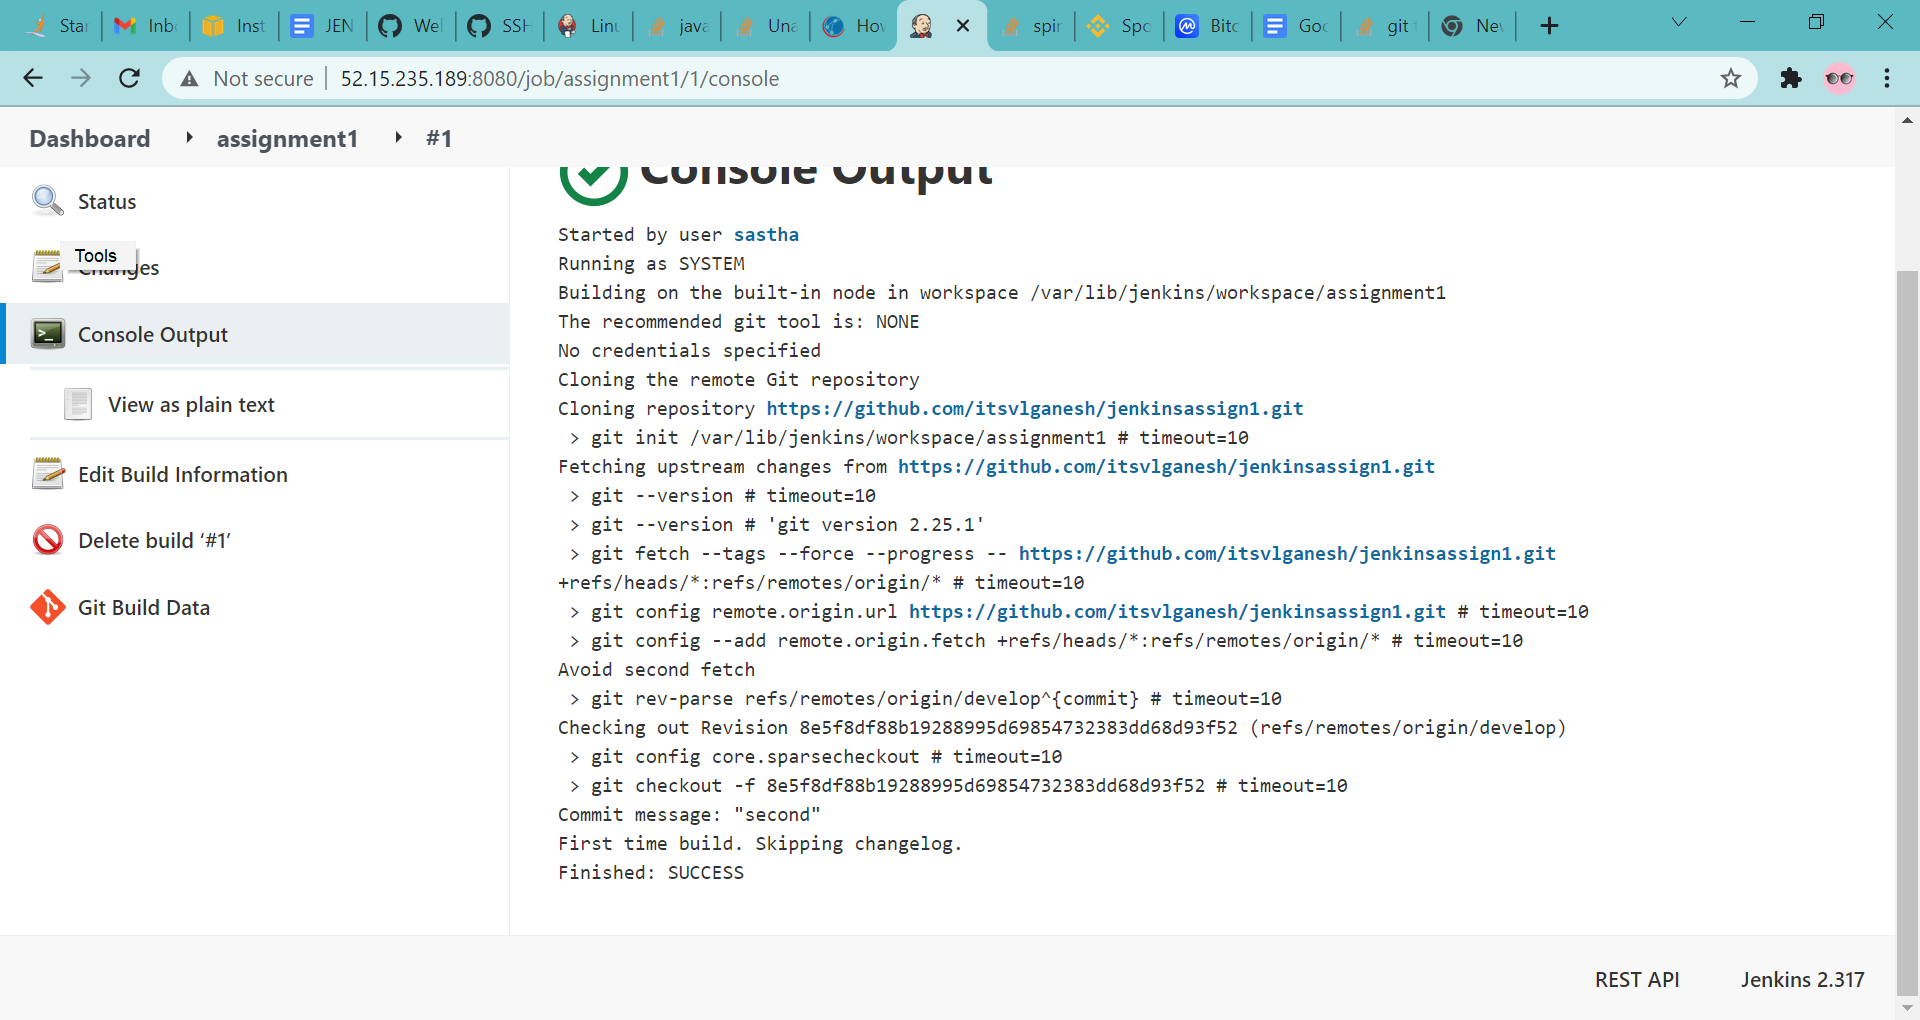 Star
Inb
Inst
JEN
Wel
SSH
Linu
java
Una
How
spir
Spo
Bitc
Goc
git
Nev
Not secure
52.15.235.189:8080/job/assignment1/1/console
Dashboard
assignment1
#1
Status
Tools
Changes
Console Output
View as plain text
Edit Build Information
Delete build ‘#1’
Git Build Data
Console Output
Started by user sastha
Running as SYSTEM
Building on the built-in node in workspace /var/lib/jenkins/workspace/assignment1
The recommended git tool is: NONE
No credentials specified
Cloning the remote Git repository
Cloning repository https://github.com/itsvlganesh/jenkinsassign1.git
> git init /var/lib/jenkins/workspace/assignment1 # timeout=10
Fetching upstream changes from https://github.com/itsvlganesh/jenkinsassign1.git
> git --version # timeout=10
> git --version # 'git version 2.25.1'
> git fetch --tags --force --progress -- https://github.com/itsvlganesh/jenkinsassign1.git
+refs/heads/*:refs/remotes/origin/* # timeout=10
> git config remote.origin.url https://github.com/itsvlganesh/jenkinsassign1.git # timeout=10
> git config --add remote.origin.fetch +refs/heads/*:refs/remotes/origin/* # timeout=10
Avoid second fetch
> git rev-parse refs/remotes/origin/develop^{commit} # timeout=10
Checking out Revision 8e5f8df88b19288995d69854732383dd68d93f52 (refs/remotes/origin/develop)
> git config core.sparsecheckout # timeout=10
> git checkout -f 8e5f8df88b19288995d69854732383dd68d93f52 # timeout=10
Commit message: "second"
First time build. Skipping changelog.
Finished: SUCCESS
REST API
Jenkins 2.317